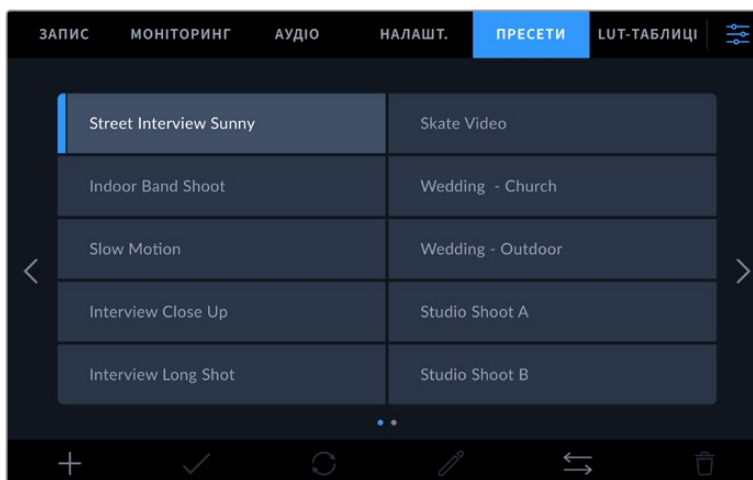 ЗАПИС МОНІТОРИНГ АУДІО НАЛАШТ. ПРЕСЕТИ LUT-ТАБЛИЦІ
Street Interview Sunny Skate Video
Indoor Band Shoot Wedding - Church
Slow Motion Wedding - Outdoor
Interview Close Up Studio Shoot A
Interview Long Shot Studio Shoot B